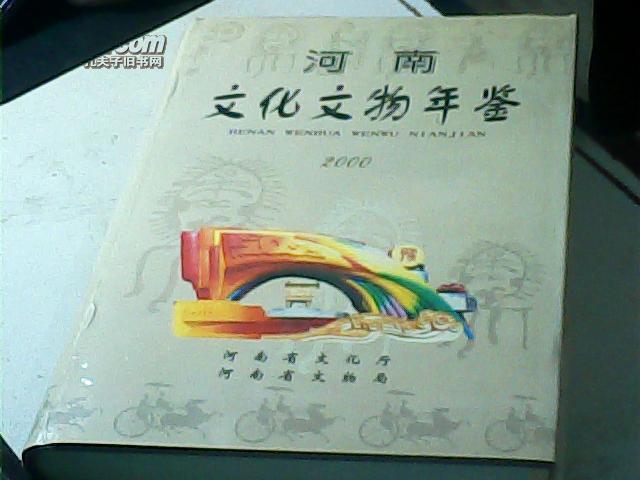 .com
孔夫子旧书网
河南
文化文物年鉴
HENAN WENHUA WENWU NIANJIAN
2000
河南省文化厅
河南省文物局